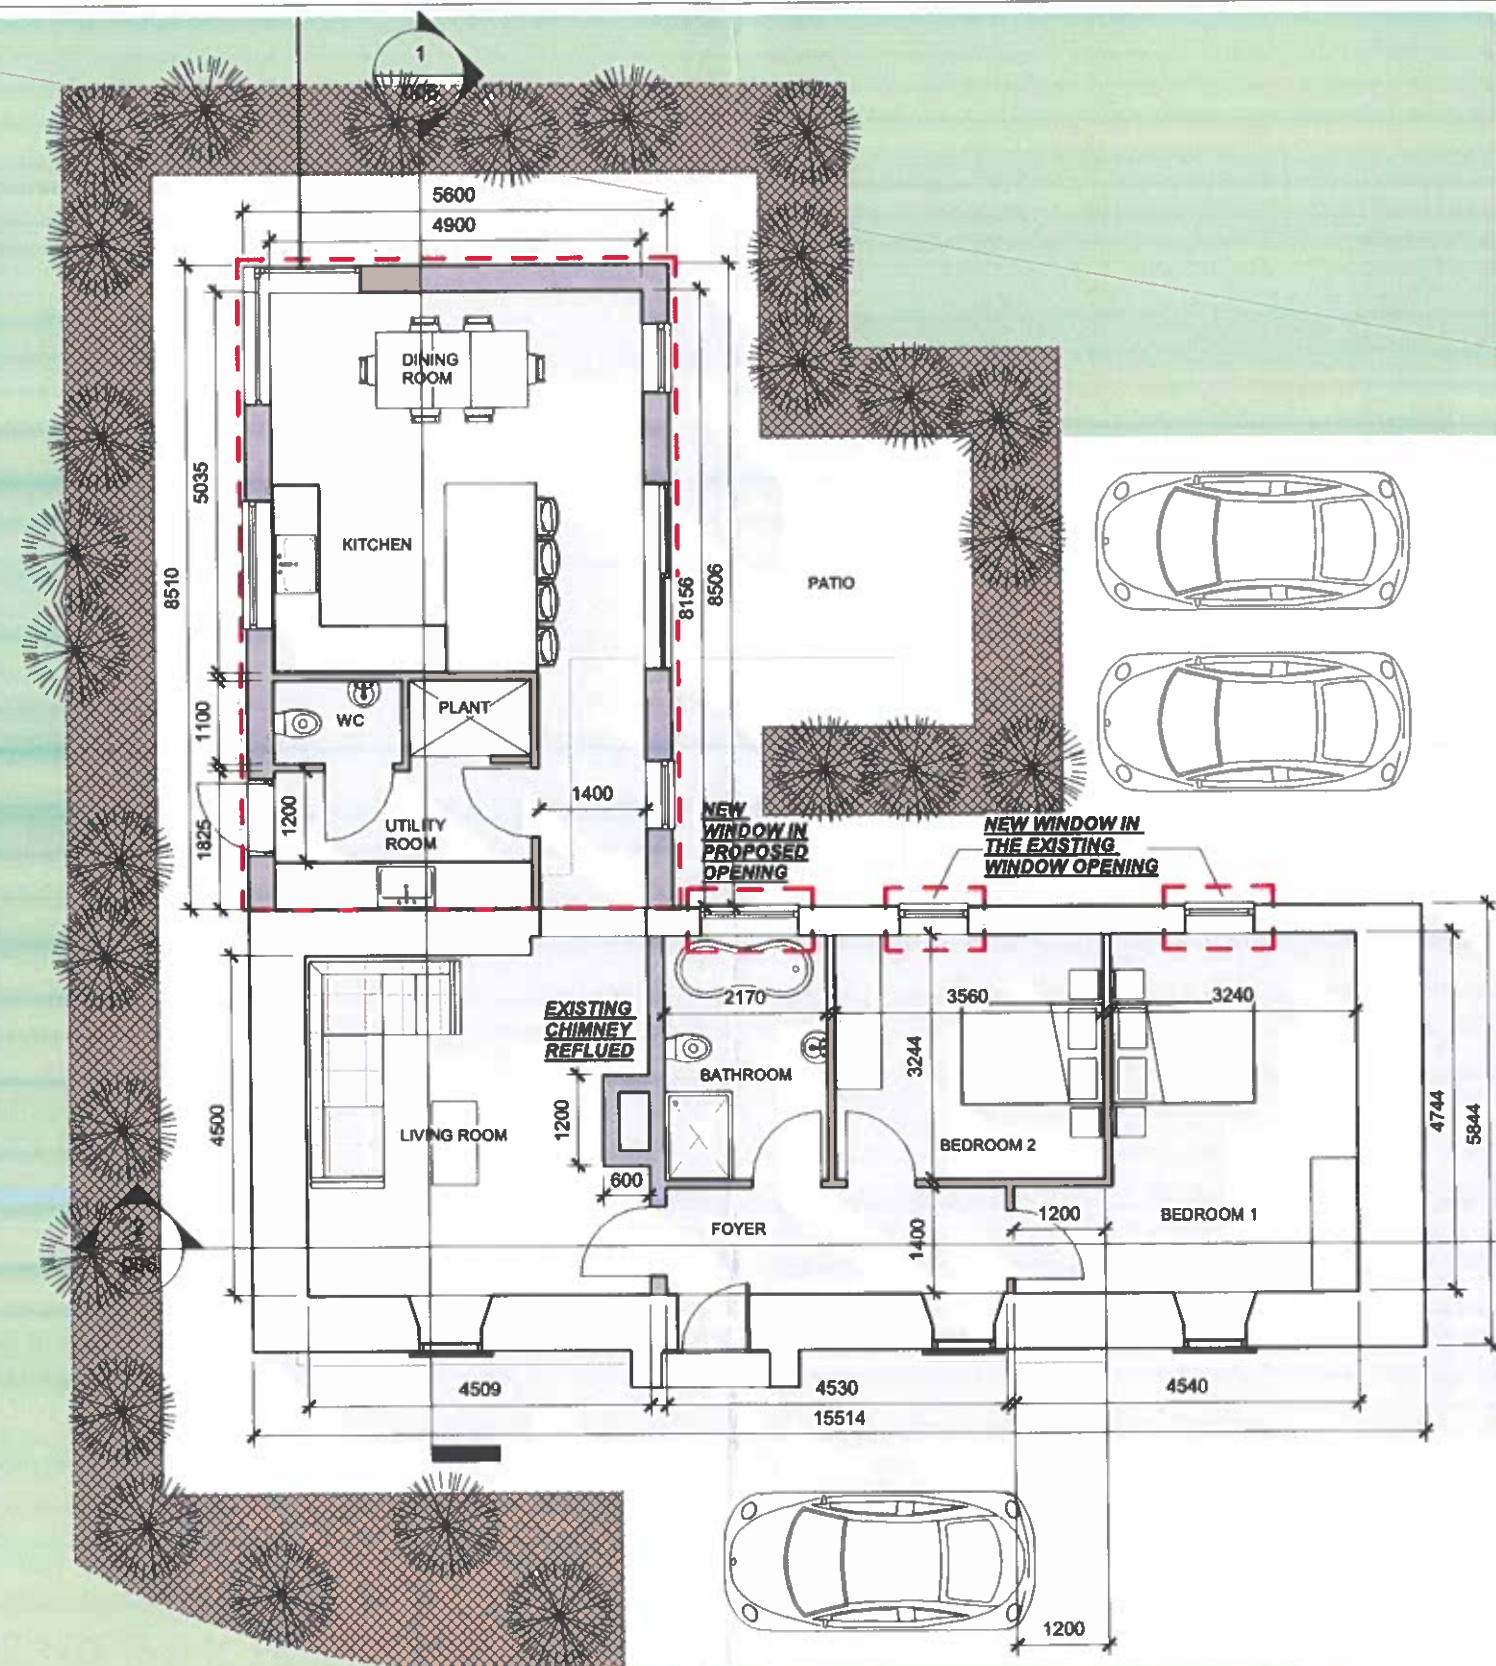 1
005
5600
4900
DINING
ROOM
5035
KITCHEN
8510
8156
8506
PATIO
1100
WC
PLANT
1400
1200
1825
UTILITY
ROOM
NEW
WINDOW IN
PROPOSED
OPENING
NEW WINDOW IN
THE EXISTING
WINDOW OPENING
EXISTING
CHIMNEY
REFLUED
2170
3560
3240
3244
BATHROOM
4500
1200
LIVING ROOM
BEDROOM 2
4744
5844
600
FOYER
1400
1200
BEDROOM 1
2
4509
4530
4540
15514
1200